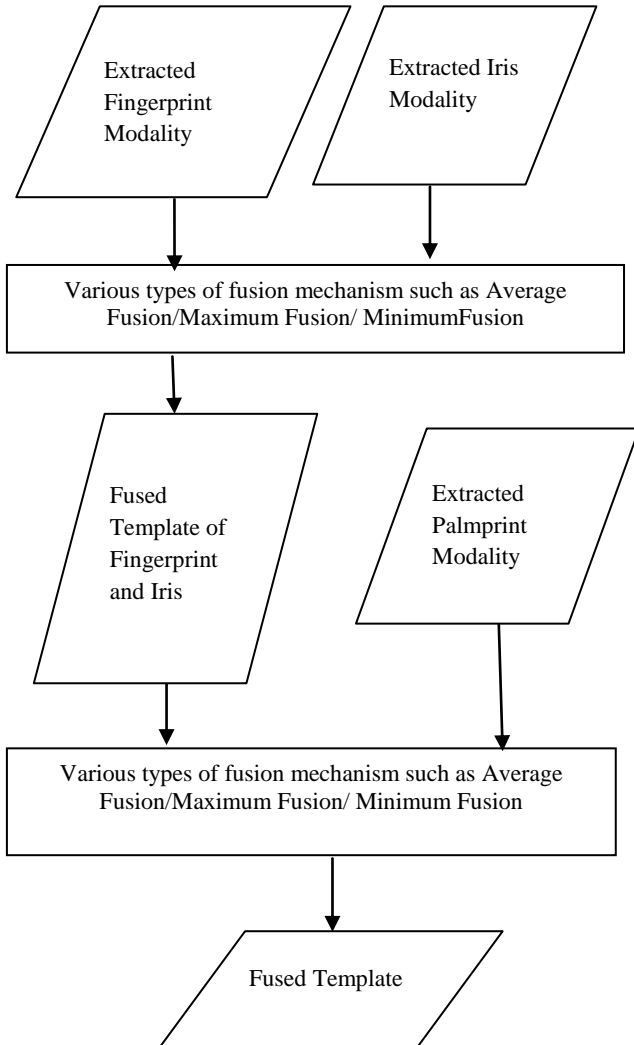 Extracted
Fingerprint
Modality
Extracted Iris
Modality
Various types of fusion mechanism such as Average
Fusion/Maximum Fusion/ MinimumFusion
Fused
Template of
Fingerprint
and Iris
Extracted
Palmprint
Modality
Various types of fusion mechanism such as Average
Fusion/Maximum Fusion/ Minimum Fusion
Fused Template